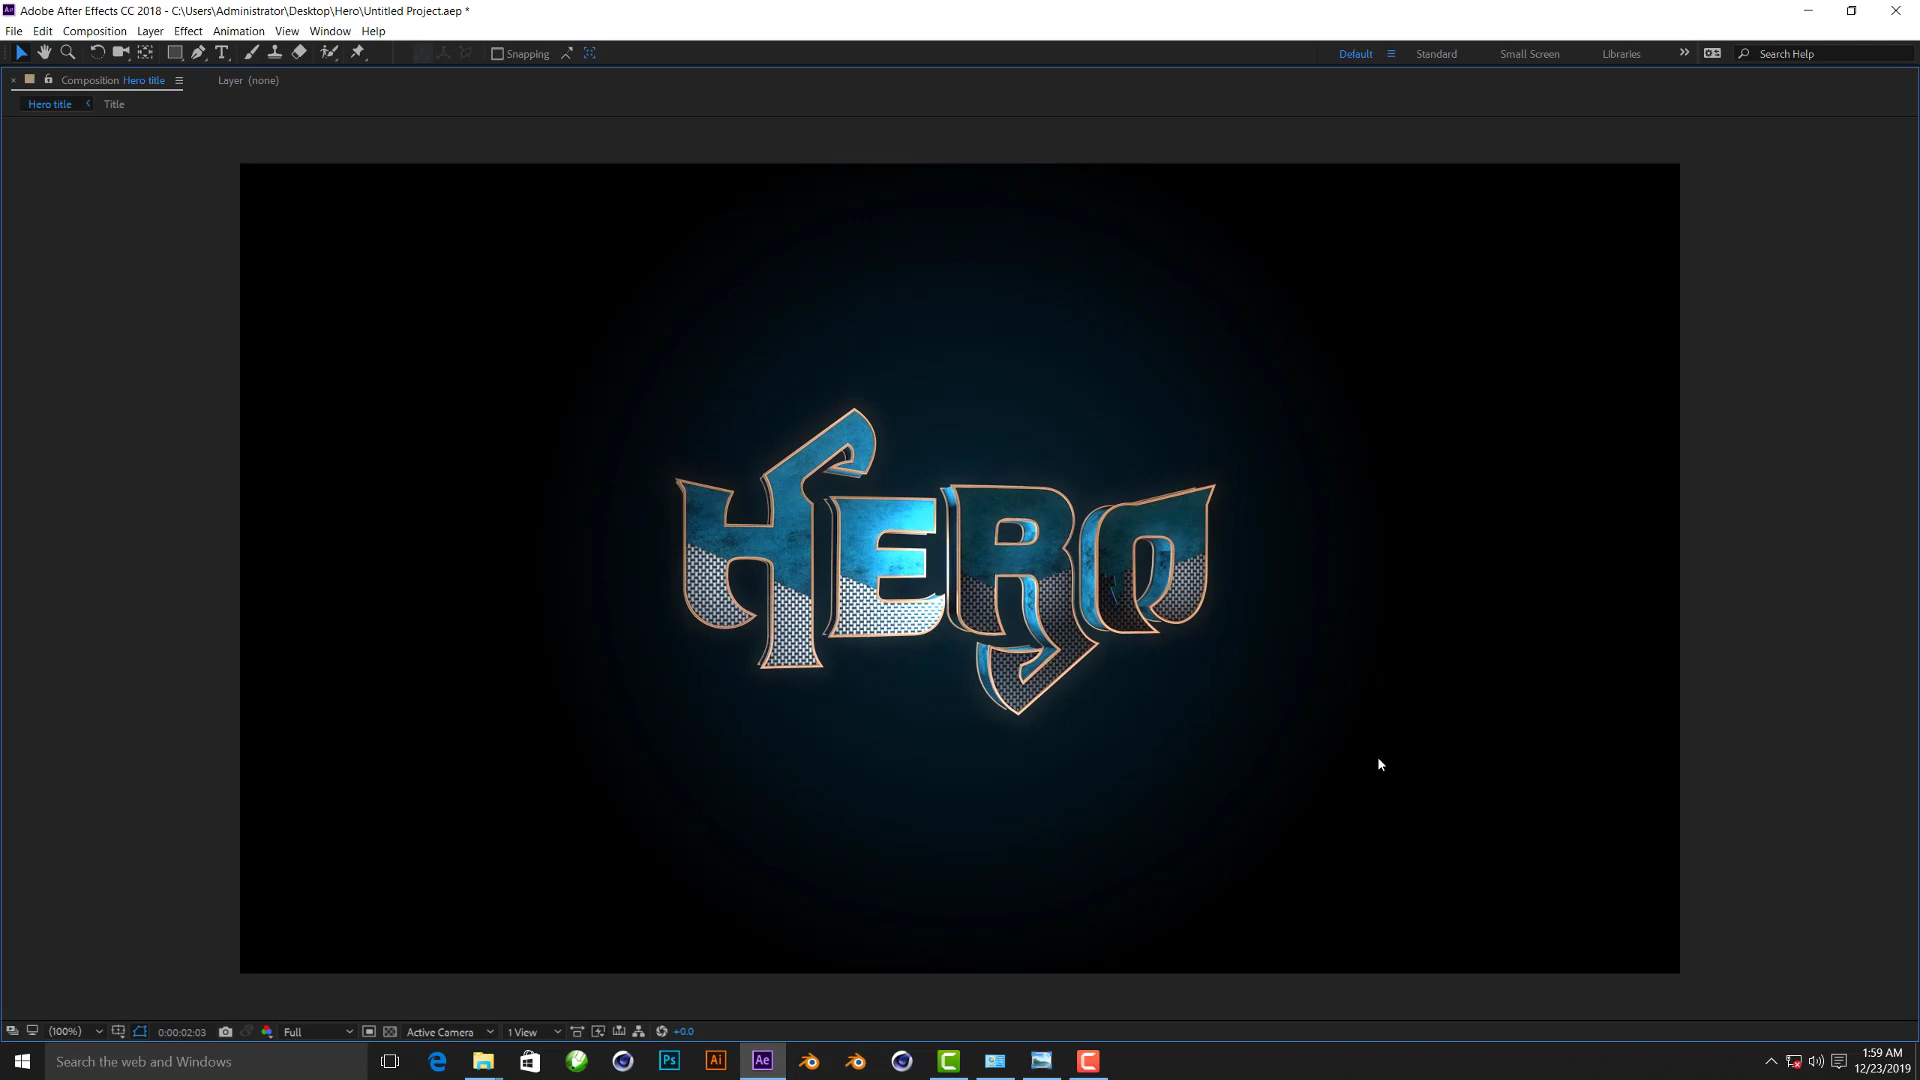 Adobe After Effects CC 2018 - C:\Users\Administrator\Desktop\Hero\Untitled Project.aep *
File Edit Composition Layer Effect Animation View Window Help
Snapping Default Standard Small Screen Libraries Search Help
Composition Hero title Layer (none)
Hero title Title
HERO
(100%) 0:00:02:03 Full Active Camera 1 View +0.0
Search the web and Windows Ps Ai Ae
1:59 AM
12/23/2019